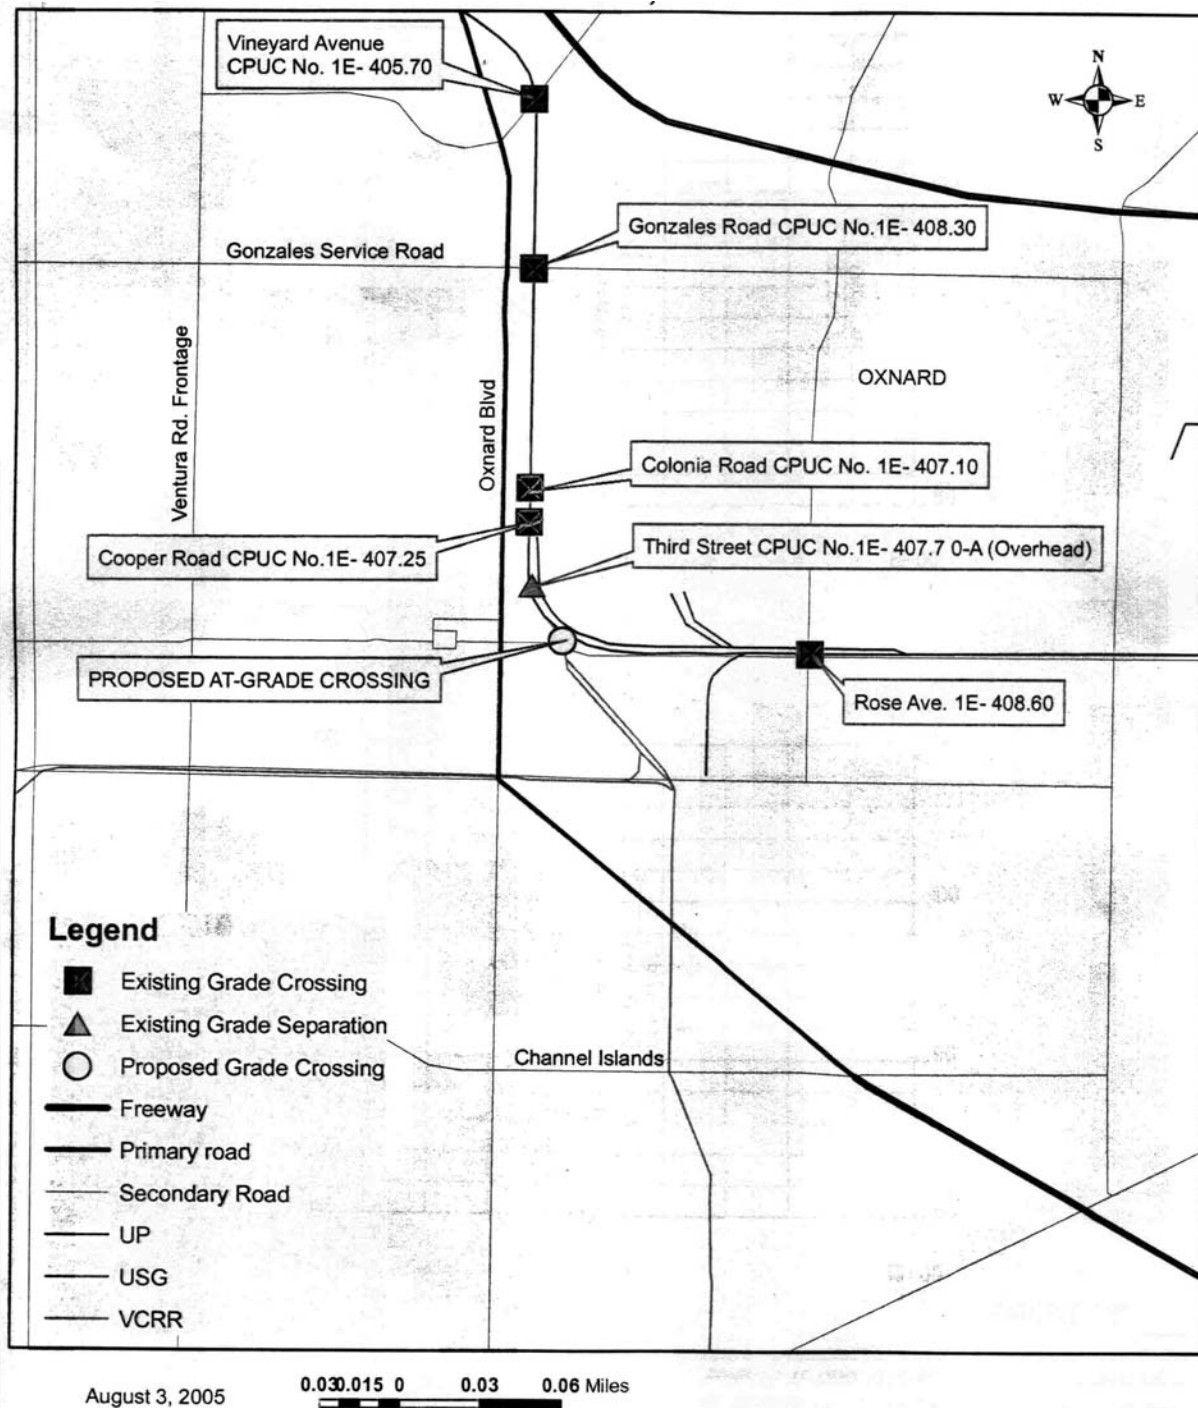 Vineyard Avenue
CPUC No. 1E- 405.70
N
W E
S
Gonzales Road CPUC No.1E- 408.30
Gonzales Service Road
Ventura Rd. Frontage
Oxnard Blvd
OXNARD
Colonia Road CPUC No. 1E- 407.10
Cooper Road CPUC No.1E- 407.25
Third Street CPUC No.1E- 407.7 0-A (Overhead)
PROPOSED AT-GRADE CROSSING
Rose Ave. 1E- 408.60
Legend
Existing Grade Crossing
Existing Grade Separation
Proposed Grade Crossing
Freeway
Primary road
Secondary Road
UP
USG
VCRR
Channel Islands
August 3, 2005
0.030.015 0 0.03 0.06 Miles